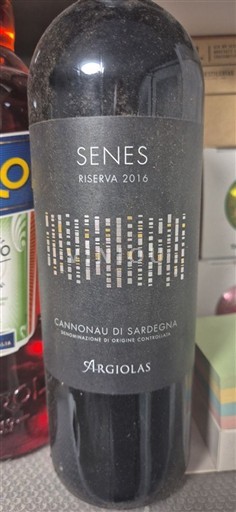 SENES
RISERVA 2016
CANNONAU DI SARDEGNA
DENOMINAZIONE DI ORIGINE CONTROLLATA
ARGIOLAS